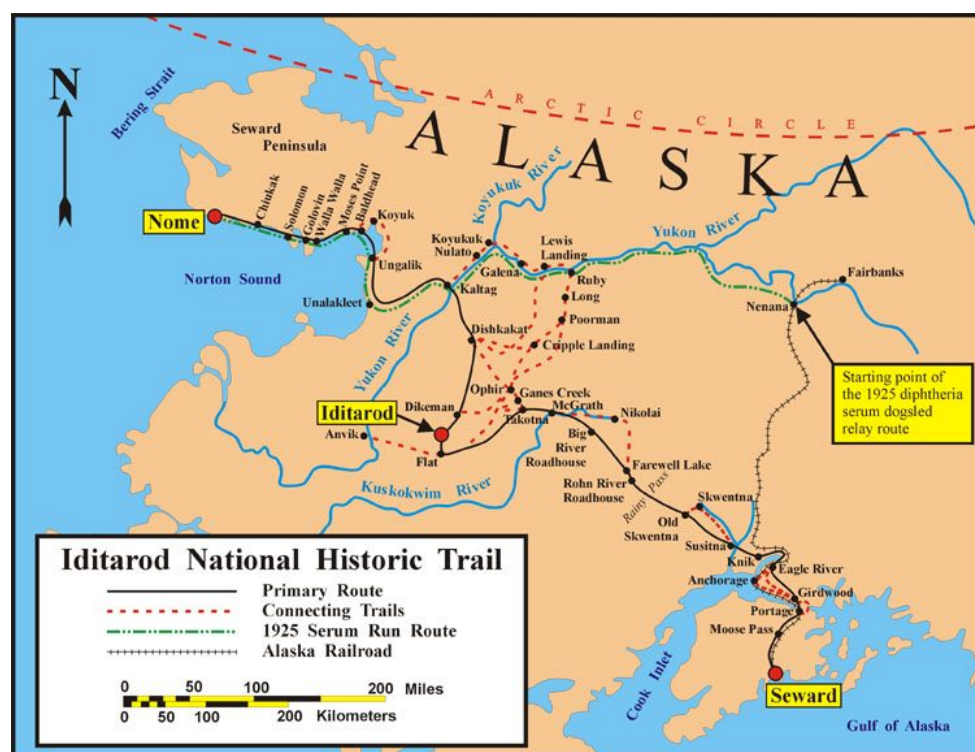 ARCTIC CIRCLE
N
Bering Strait
Seward
Peninsula
ALASKA
Koyukuk River
Yukon River
Chiukak
Solomon
Golovin
Walla Walla
Moses Point
Baldhead
Koyuk
Nome
Koyukuk
Nulato
Lewis
Landing
Galena
Ruby
Fairbanks
Norton Sound
Ungalik
Kaltag
Long
Nenana
Unalakleet
Poorman
Dishkakat
Cripple Landing
Yukon River
Starting point of
the 1925 diphtheria
serum dogsled
relay route
Ophir
Ganes Creek
Dikeman
McGrath
Iditarod
Takotna
Nikolai
Anvik
Big
River
Roadhouse
Flat
Farewell Lake
Kuskokwim River
Rohn River
Roadhouse
Rainy Pass
Skwentna
Old
Skwentna
Susitna
Knik
Eagle River
Anchorage
Girdwood
Portage
Moose Pass
Cook Inlet
Seward
Gulf of Alaska
Iditarod National Historic Trail
Primary Route
Connecting Trails
1925 Serum Run Route
Alaska Railroad
0 50 100 200 Miles
0 50 100 200 Kilometers